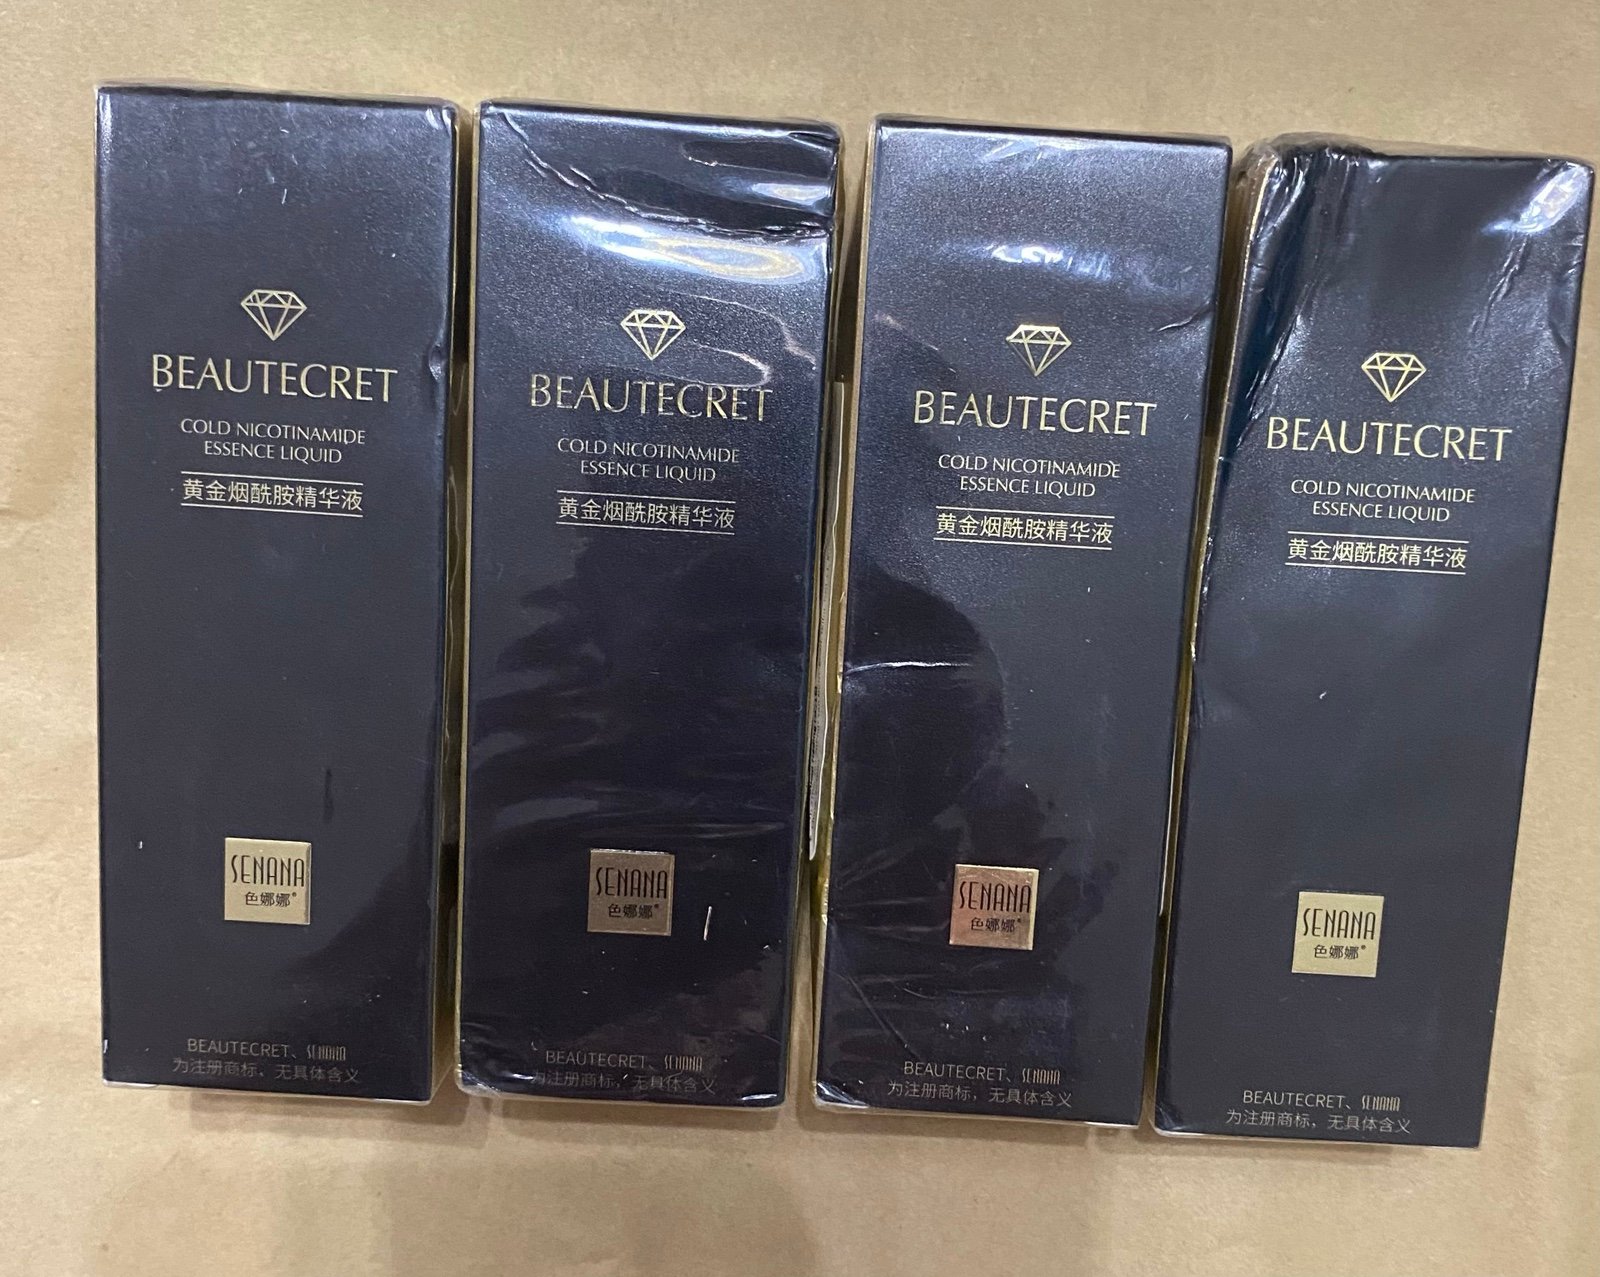 BEAUTECRET
COLD NICOTINAMIDE
ESSENCE LIQUID
黄金烟酰胺精华液
SENANA
色娜娜®
BEAUTECRET、SENANA
为注册商标，无具体含义
BEAUTECRET
COLD NICOTINAMIDE
ESSENCE LIQUID
黄金烟酰胺精华液
SENANA
色娜娜®
BEAUTECRET、SENANA
为注册商标，无具体含义
BEAUTECRET
COLD NICOTINAMIDE
ESSENCE LIQUID
黄金烟酰胺精华液
SENANA
色娜娜®
BEAUTECRET、SENANA
为注册商标，无具体含义
BEAUTECRET
COLD NICOTINAMIDE
ESSENCE LIQUID
黄金烟酰胺精华液
SENANA
色娜娜®
BEAUTECRET、SENANA
为注册商标，无具体含义